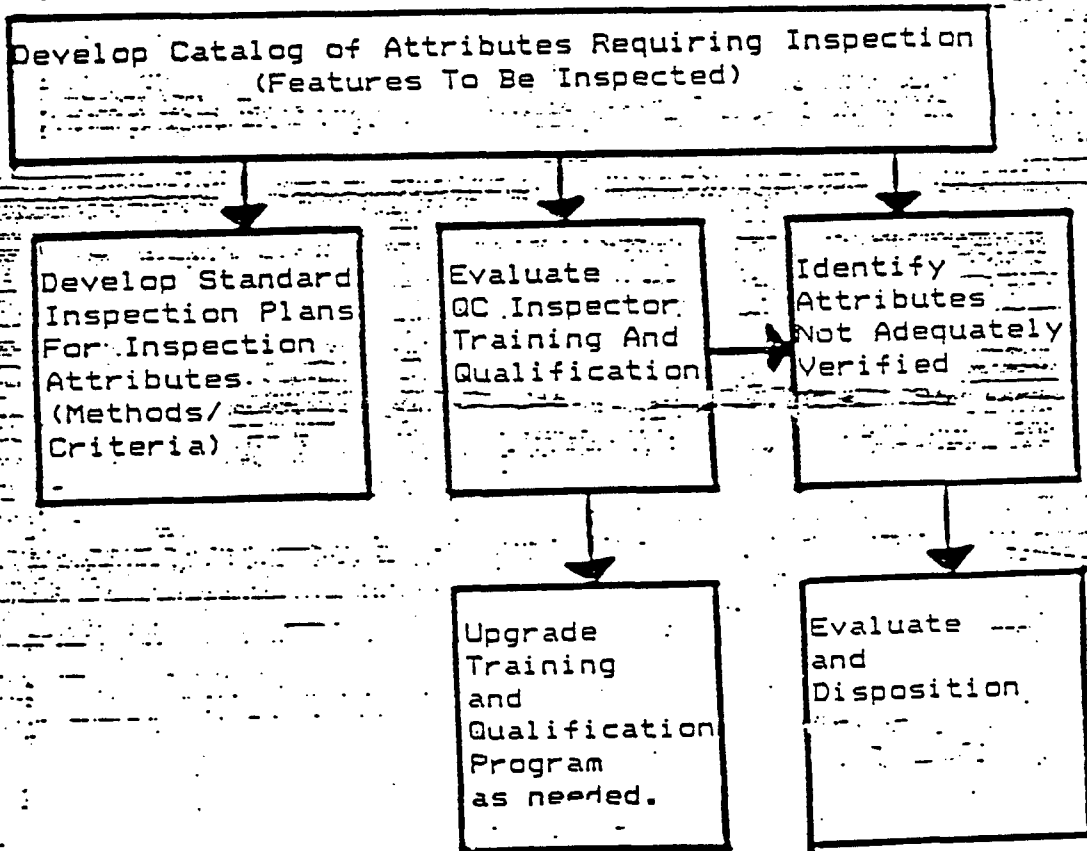 Develop Catalog of Attributes Requiring Inspection
(Features To Be Inspected)
Develop Standard
Inspection Plans
For Inspection
Attributes
(Methods/
Criteria)
Evaluate
QC Inspector
Training And
Qualification
Identify
Attributes
Not Adequately
Verified
Upgrade
Training
and
Qualification
Program
as needed.
Evaluate
and
Disposition